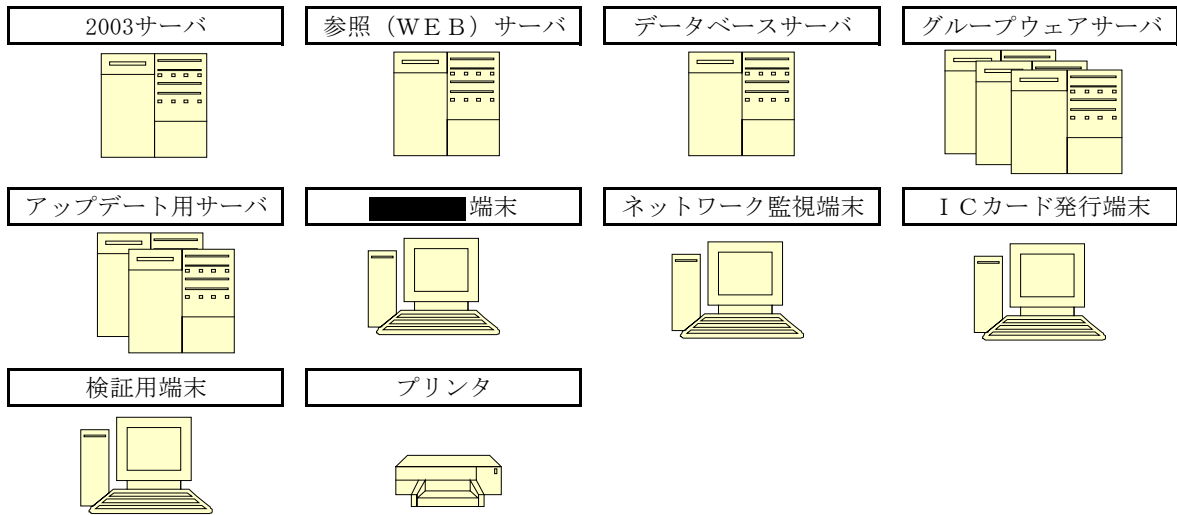 2003サーバ
参照（ＷＥＢ）サーバ
データベースサーバ
グループウェアサーバ
アップデート用サーバ
端末
ネットワーク監視端末
ＩＣカード発行端末
検証用端末
プリンタ